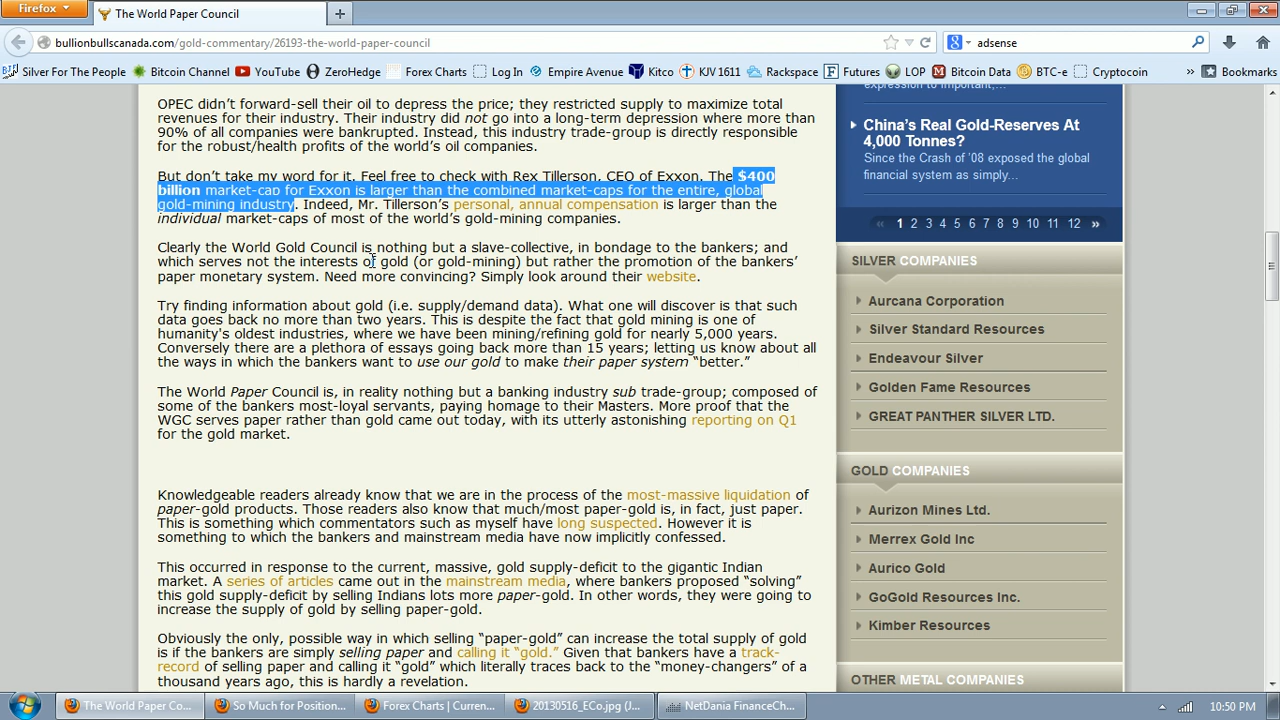 Firefox
The World Paper Council
bullionbullscanada.com/gold-commentary/26193-the-world-paper-council
adsense
Silver For The People
Bitcoin Channel
YouTube
ZeroHedge
Forex Charts
Log In
Empire Avenue
Kitco
KJV 1611
Rackspace
Futures
LOP
Bitcoin Data
BTC-e
Cryptocoin
Bookmarks
OPEC didn't forward-sell their oil to depress the price; they restricted supply to maximize total
revenues for their industry. Their industry did not go into a long-term depression where more than
90% of all companies were bankrupted. Instead, this industry trade-group is directly responsible
for the robust/health profits of the world's oil companies.
But don't take my word for it. Feel free to check with Rex Tillerson, CEO of Exxon. The $400
billion market-cap for Exxon is larger than the combined market-caps for the entire, global
gold-mining industry. Indeed, Mr. Tillerson's personal, annual compensation is larger than the
individual market-caps of most of the world's gold-mining companies.
Clearly the World Gold Council is nothing but a slave-collective, in bondage to the bankers; and
which serves not the interests of gold (or gold-mining) but rather the promotion of the bankers'
paper monetary system. Need more convincing? Simply look around their website.
Try finding information about gold (i.e. supply/demand data). What one will discover is that such
data goes back no more than two years. This is despite the fact that gold mining is one of
humanity's oldest industries, where we have been mining/refining gold for nearly 5,000 years.
Conversely there are a plethora of essays going back more than 15 years; letting us know about all
the ways in which the bankers want to use our gold to make their paper system "better."
The World Paper Council is, in reality nothing but a banking industry sub trade-group; composed of
some of the bankers most-loyal servants, paying homage to their Masters. More proof that the
WGC serves paper rather than gold came out today, with its utterly astonishing reporting on Q1
for the gold market.
Knowledgeable readers already know that we are in the process of the most-massive liquidation of
paper-gold products. Those readers also know that much/most paper-gold is, in fact, just paper.
This is something which commentators such as myself have long suspected. However it is
something to which the bankers and mainstream media have now implicitly confessed.
This occurred in response to the current, massive, gold supply-deficit to the gigantic Indian
market. A series of articles came out in the mainstream media, where bankers proposed "solving"
this gold supply-deficit by selling Indians lots more paper-gold. In other words, they were going to
increase the supply of gold by selling paper-gold.
Obviously the only, possible way in which selling "paper-gold" can increase the total supply of gold
is if the bankers are simply selling paper and calling it "gold." Given that bankers have a track-
record of selling paper and calling it "gold" which literally traces back to the "money-changers" of a
thousand years ago, this is hardly a revelation.
expression to important,...
China's Real Gold-Reserves At
4,000 Tonnes?
Since the Crash of '08 exposed the global
financial system as simply...
« 1 2 3 4 5 6 7 8 9 10 11 12 »
SILVER COMPANIES
Aurcana Corporation
Silver Standard Resources
Endeavour Silver
Golden Fame Resources
GREAT PANTHER SILVER LTD.
GOLD COMPANIES
Aurizon Mines Ltd.
Merrex Gold Inc
Aurico Gold
GoGold Resources Inc.
Kimber Resources
OTHER METAL COMPANIES
The World Paper Co...
So Much for Position...
Forex Charts | Curren...
20130516_ECo.jpg (J...
NetDania FinanceCh...
10:50 PM